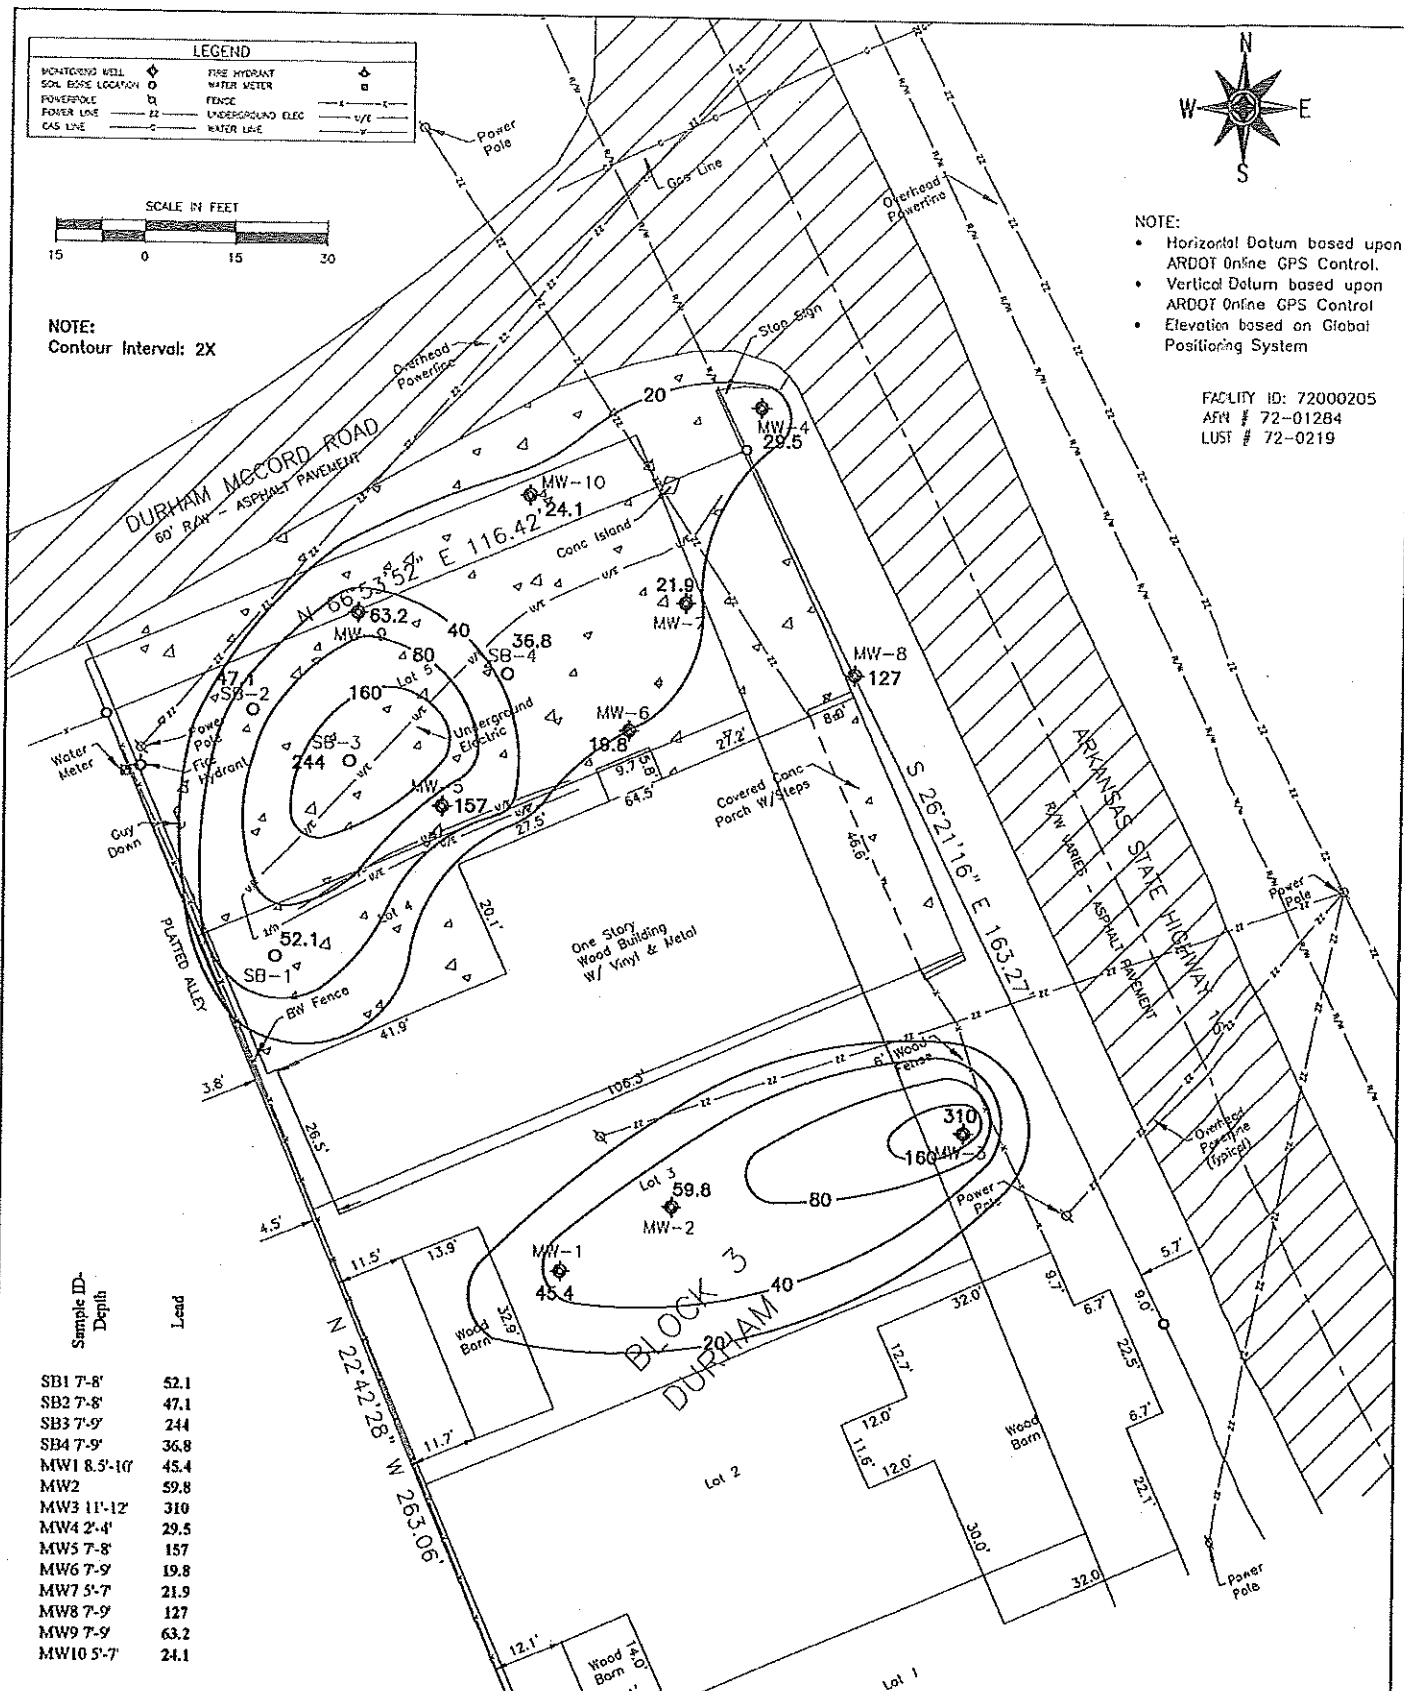 LEGEND
MONITORING WELL
FIRE HYDRANT
SOIL BORE LOCATION
WATER METER
POWERPOLE
FENCE
POWER LINE
UNDERGROUND ELEC
GAS LINE
WATER LINE
SCALE IN FEET
15 0 15 30
NOTE:
Contour Interval: 2X
N
W E
S
NOTE:
• Horizontal Datum based upon
ARDOT Online GPS Control.
• Vertical Datum based upon
ARDOT Online GPS Control
• Elevation based on Global
Positioning System
FACILITY ID: 72000205
AFIN # 72-01284
LUST # 72-0219
Power
Pole
Gas Line
Overhead
Powerline
Stop Sign
Overhead
Powerline
DURHAM MCCORD ROAD
60' R/W - ASPHALT PAVEMENT
20
MW-4
29.5
MW-10
24.1
N 66°53'52" E 116.42'
Conc Island
63.2
MW-9
40
36.8
SB-4
21.9
MW-7
80
Lot 5
47.1
SB-2
160
MW-8
127
MW-6
19.8
Power
Pole
Fire
Hydrant
Water
Meter
Underground
Electric
SB-3
244
MW-5
157
Guy
Down
8.0'
27.2'
9.7'
5.8'
64.5'
27.5'
Covered Conc
Porch W/Steps
46.6'
S 26°21'16" E 163.27'
ARKANSAS STATE HIGHWAY 16
R/W VARIES - ASPHALT PAVEMENT
Power
Pole
Lot 4
20.1'
PLATTED ALLEY
52.1
SB-1
BW Fence
One Story
Wood Building
W/ Vinyl & Metal
41.9'
3.8'
106.3'
6' Wood
Fence
26.5'
310
MW-3
160
Overhead
Powerline
(Typical)
Lot 3
59.8
MW-2
80
Power
Pole
4.5'
MW-1
45.4
40
20
BLOCK 3
DURHAM
11.5'
13.9'
32.9'
Wood
Barn
5.7'
9.7'
6.7'
9.0'
32.0'
12.7'
22.5'
6.7'
12.0'
11.6'
12.0'
Wood
Barn
22.1'
11.7'
N 22°42'28" W 263.06'
Lot 2
30.0'
32.0'
Power
Pole
12.1'
Wood
Barn
14.0'
Lot 1
Sample ID-
Depth
Lead
SB1 7'-8' 52.1
SB2 7'-8' 47.1
SB3 7'-9' 244
SB4 7'-9' 36.8
MW1 8.5'-10' 45.4
MW2 59.8
MW3 11'-12' 310
MW4 2'-4' 29.5
MW5 7'-8' 157
MW6 7'-9' 19.8
MW7 5'-7' 21.9
MW8 7'-9' 127
MW9 7'-9' 63.2
MW10 5'-7' 24.1